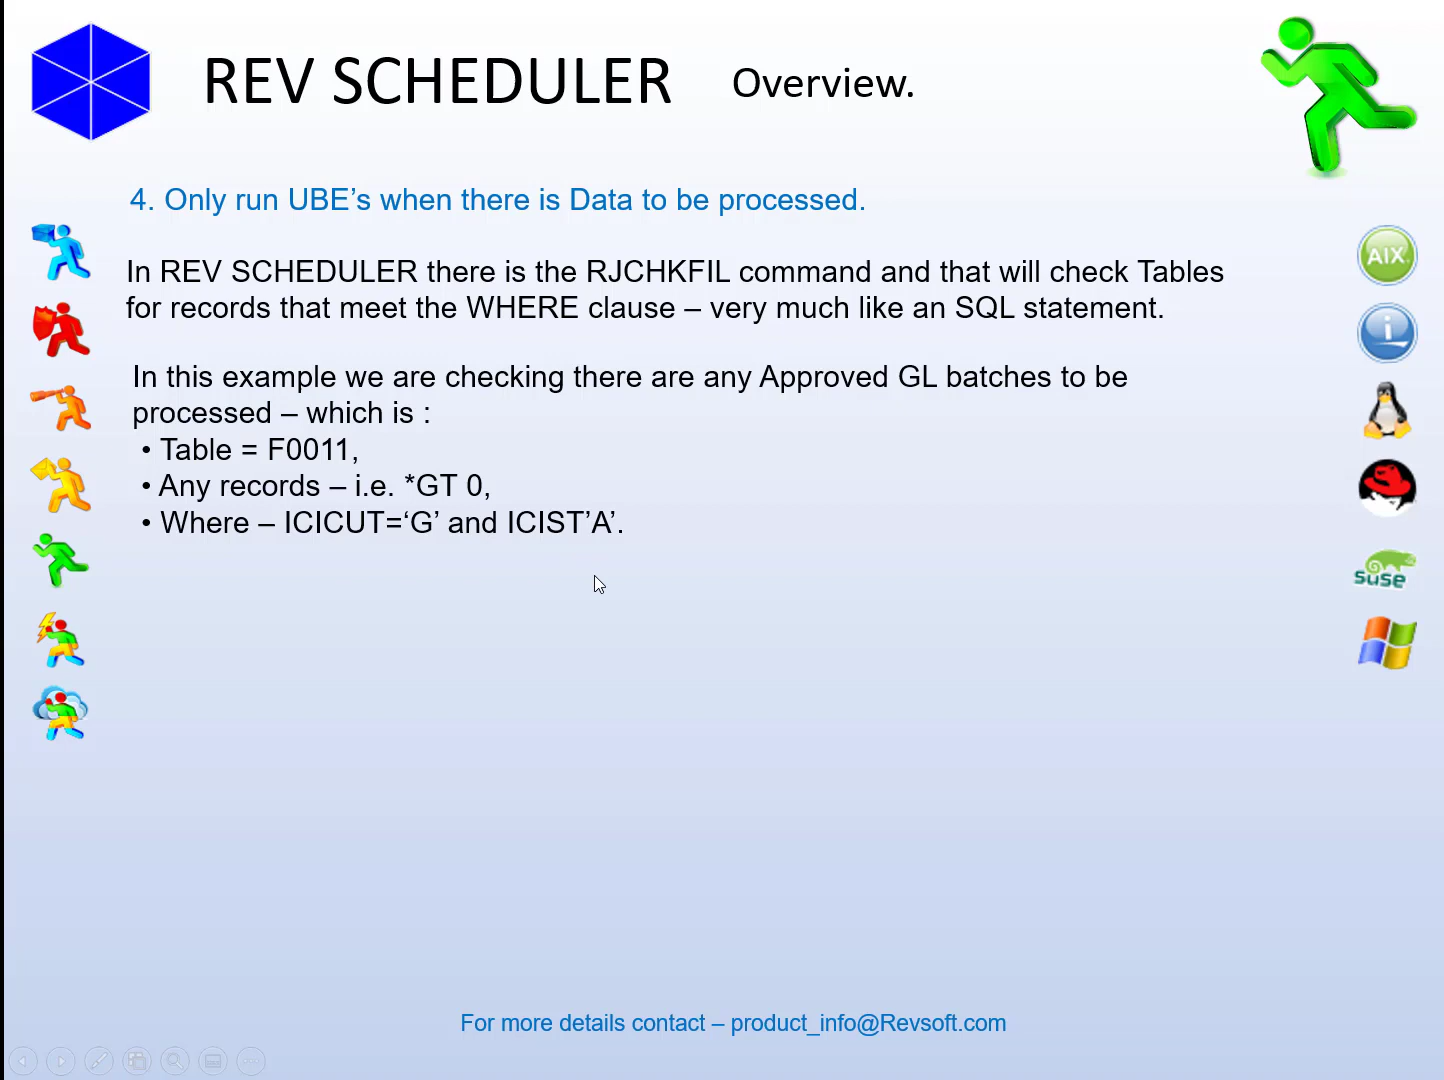 REV SCHEDULER Overview.
4. Only run UBE’s when there is Data to be processed.
In REV SCHEDULER there is the RJCHKFIL command and that will check Tables
for records that meet the WHERE clause – very much like an SQL statement.
In this example we are checking there are any Approved GL batches to be
processed – which is :
• Table = F0011,
• Any records – i.e. *GT 0,
• Where – ICICUT=‘G’ and ICIST’A’.
AIX
i
SUSE
For more details contact – product_info@Revsoft.com